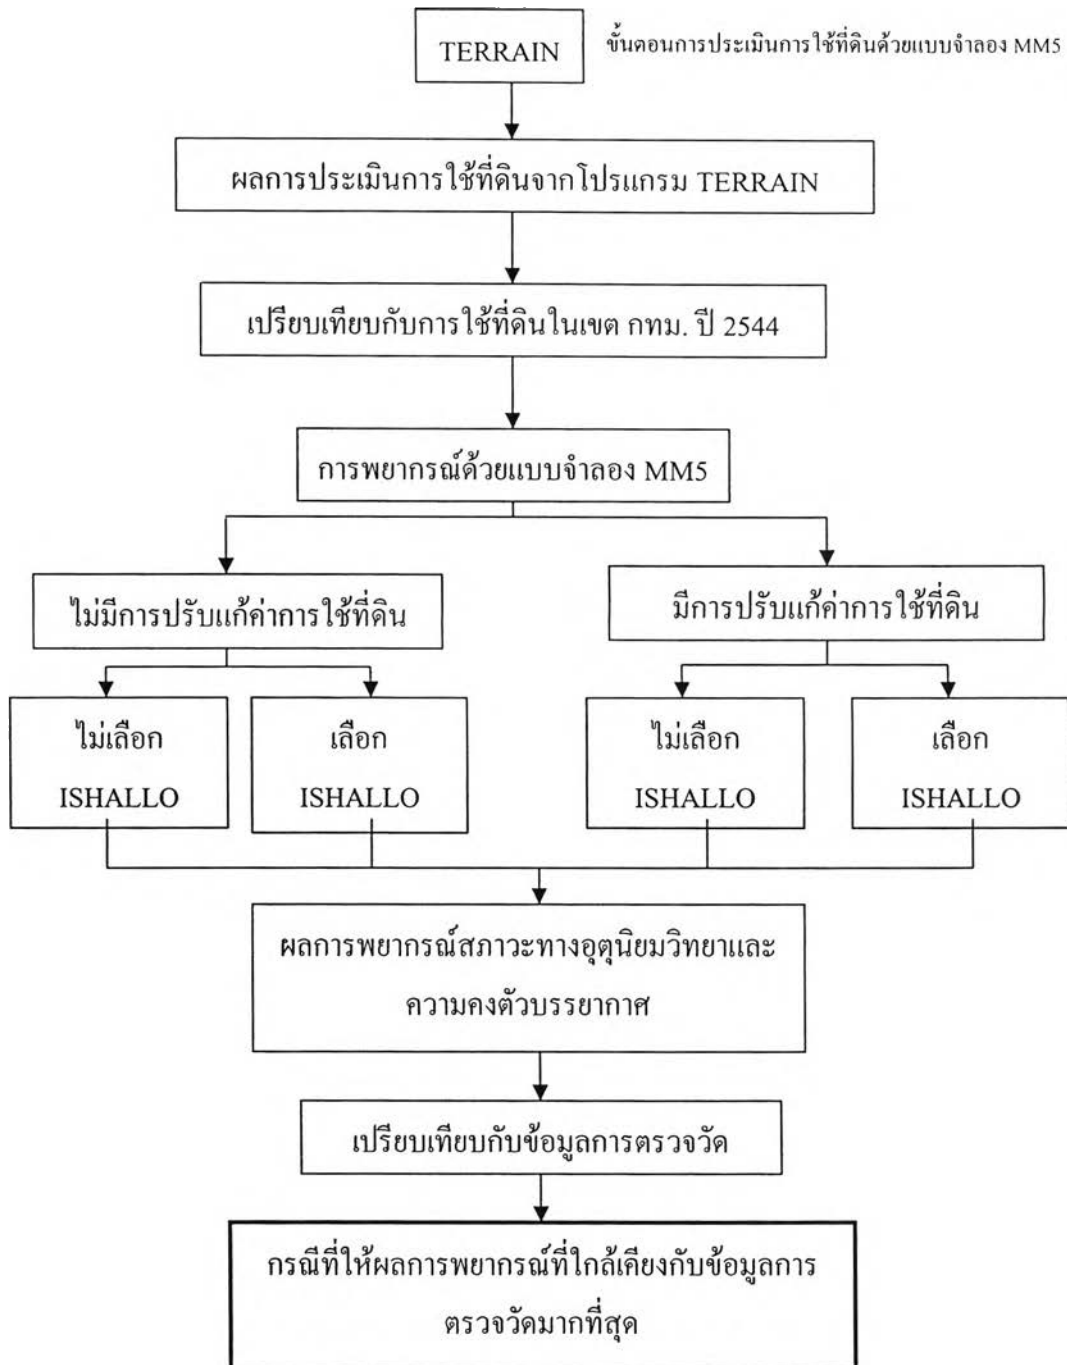 TERRAIN
ขั้นตอนการประเมินการใช้ที่ดินด้วยแบบจำลอง MM5
ผลการประเมินการใช้ที่ดินจากโปรแกรม TERRAIN
เปรียบเทียบกับการใช้ที่ดินในเขต กทม. ปี 2544
การพยากรณ์ด้วยแบบจำลอง MM5
ไม่มีการปรับแก้ค่าการใช้ที่ดิน
มีการปรับแก้ค่าการใช้ที่ดิน
ไม่เลือก
ISHALLO
เลือก
ISHALLO
ไม่เลือก
ISHALLO
เลือก
ISHALLO
ผลการพยากรณ์สภาวะทางอุตุนิยมวิทยาและ
ความคงตัวบรรยากาศ
เปรียบเทียบกับข้อมูลการตรวจวัด
กรณีที่ให้ผลการพยากรณ์ที่ใกล้เคียงกับข้อมูลการ
ตรวจวัดมากที่สุด